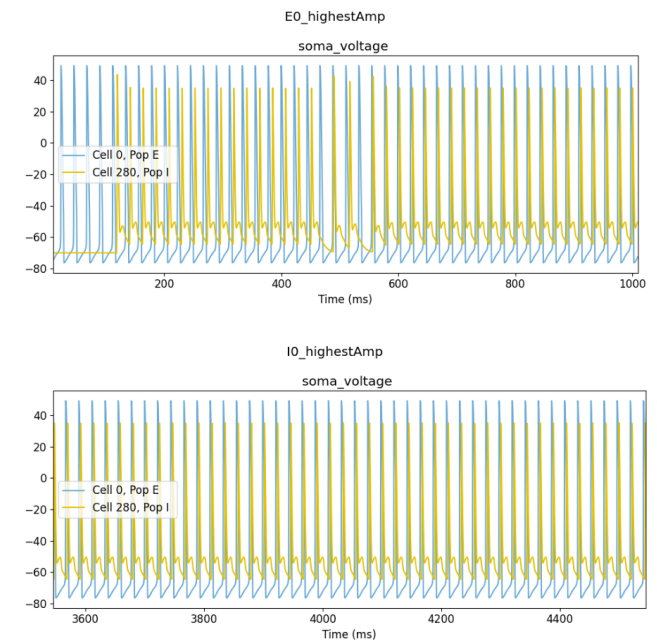 E0_highestAmp
soma_voltage
40
20
0
−20
−40
−60
−80
Cell 0, Pop E
Cell 280, Pop I
200 400 600 800 1000
Time (ms)
I0_highestAmp
soma_voltage
40
20
0
−20
−40
−60
−80
Cell 0, Pop E
Cell 280, Pop I
3600 3800 4000 4200 4400
Time (ms)